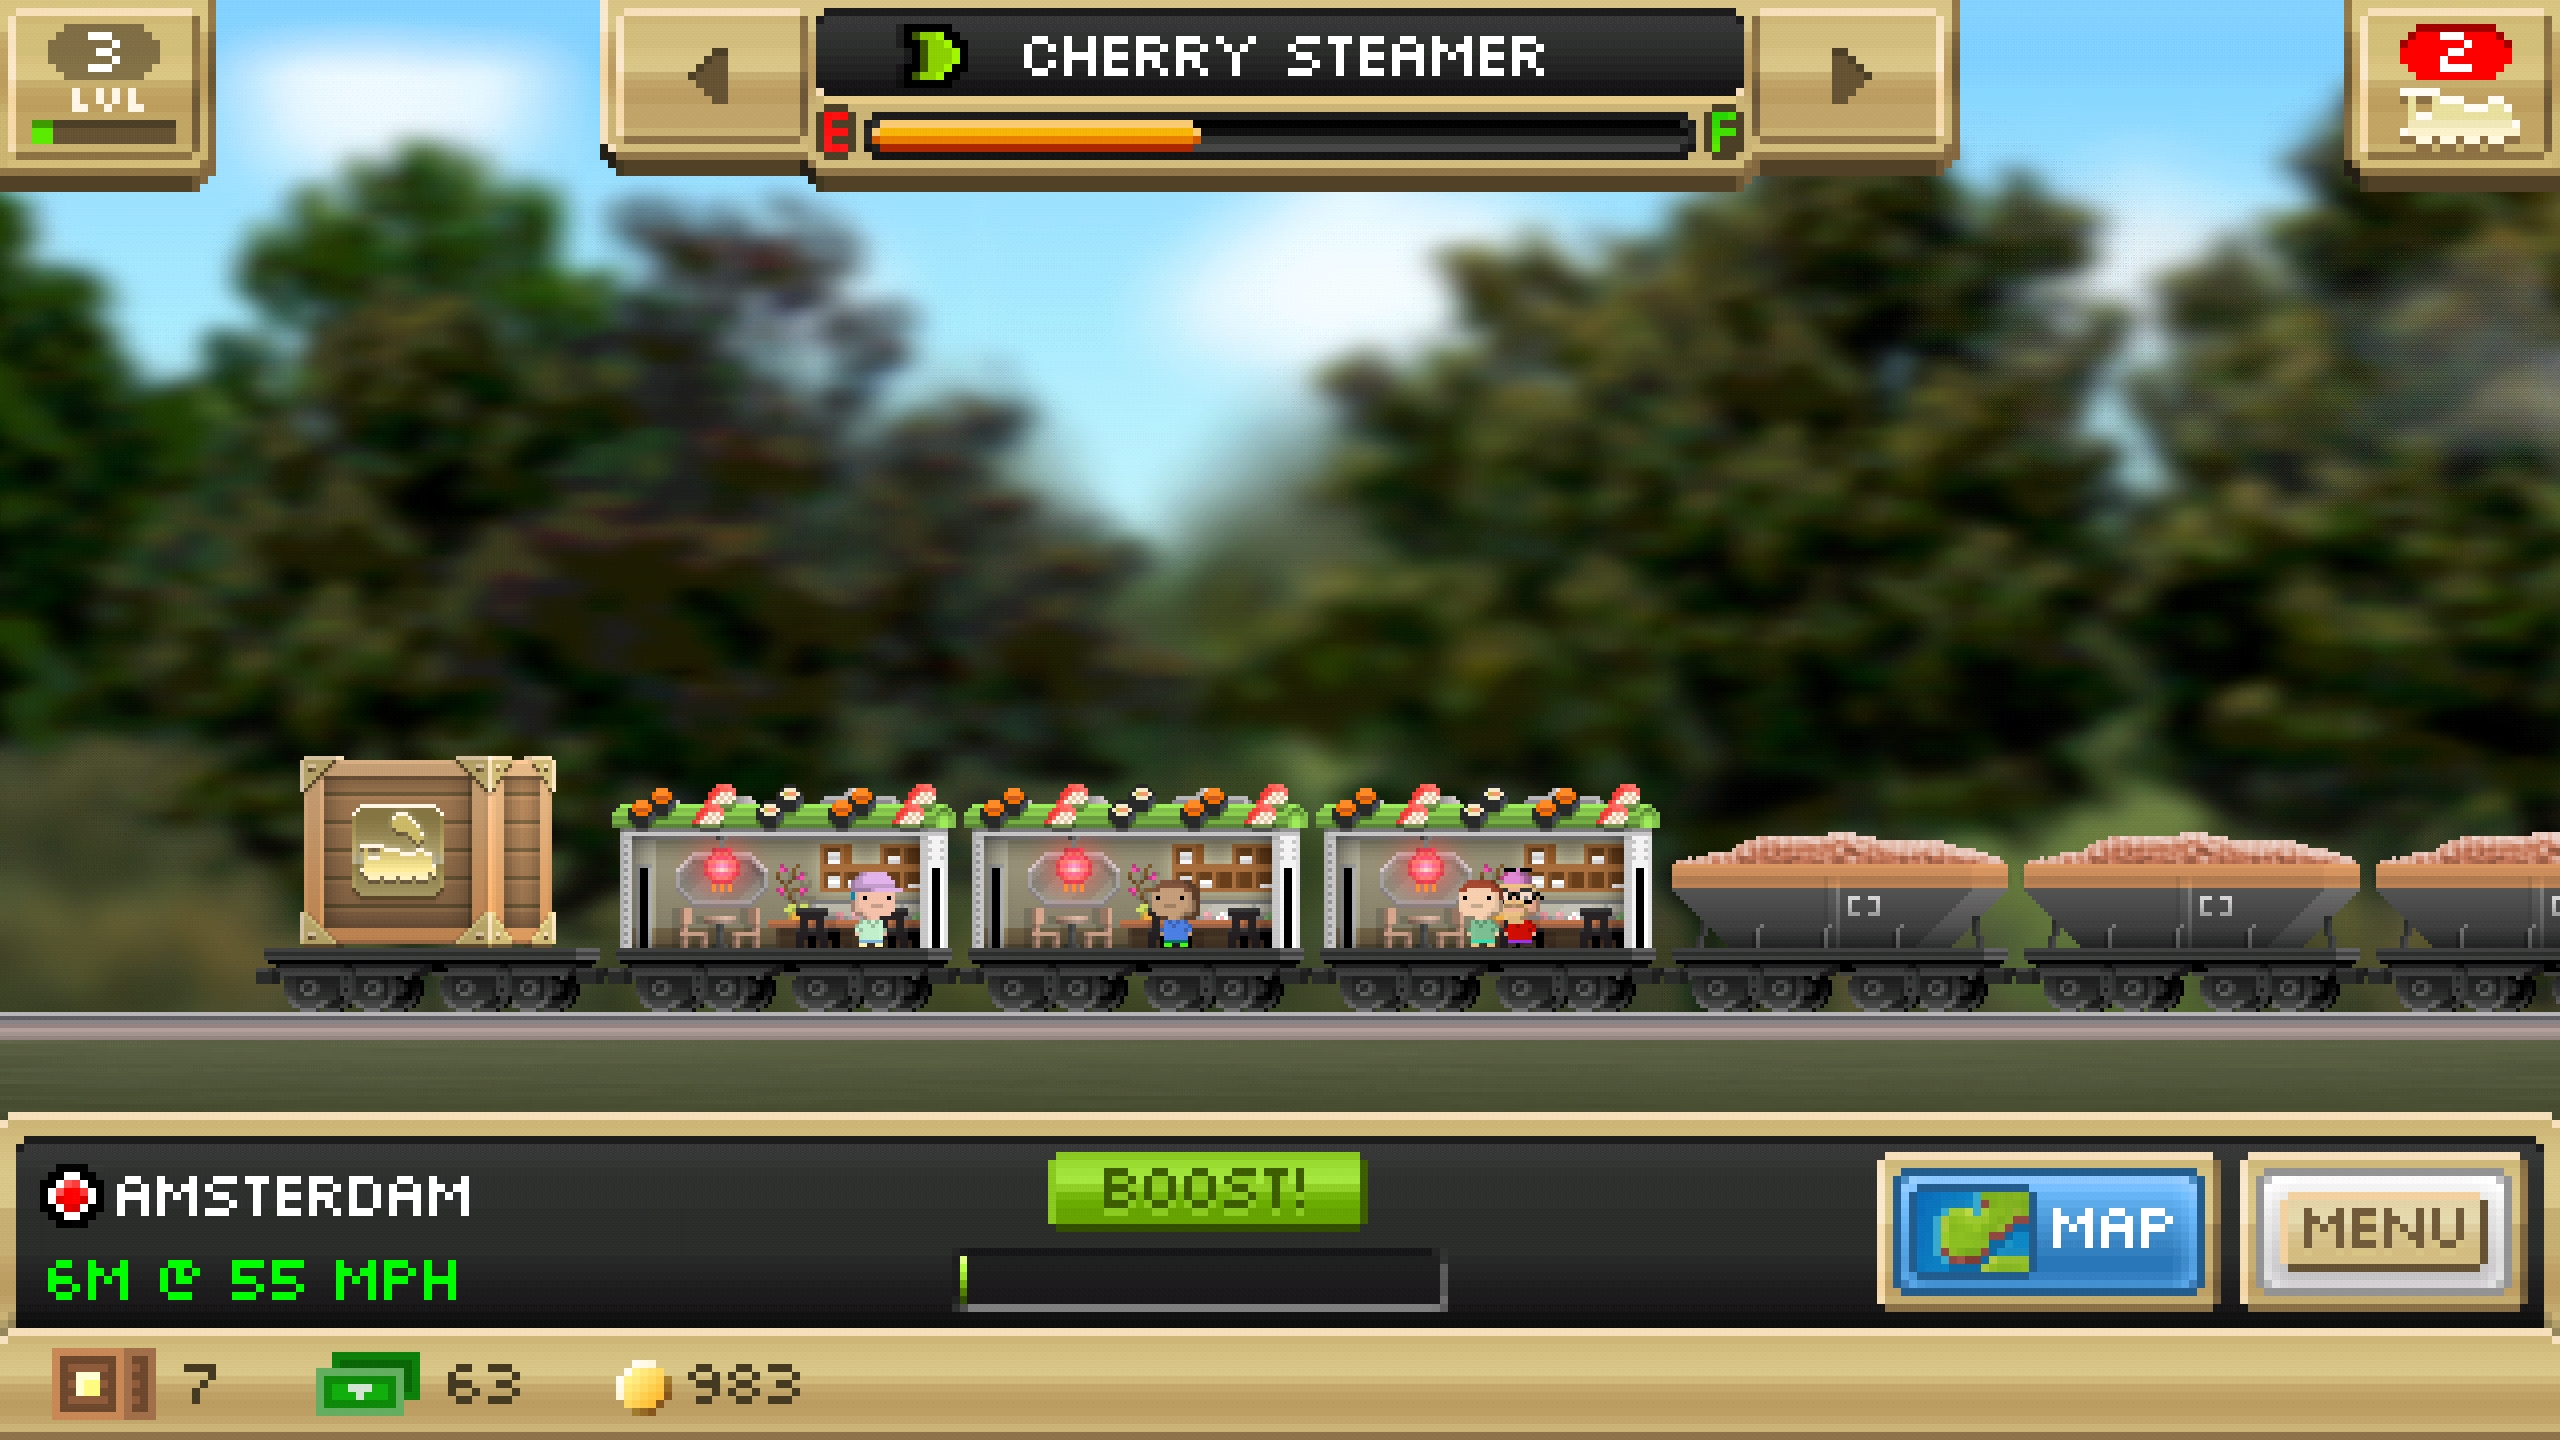 3
LVL
CHERRY STEAMER
E F
2
AMSTERDAM
6M @ 55 MPH
BOOST!
MAP
MENU
7 63 983